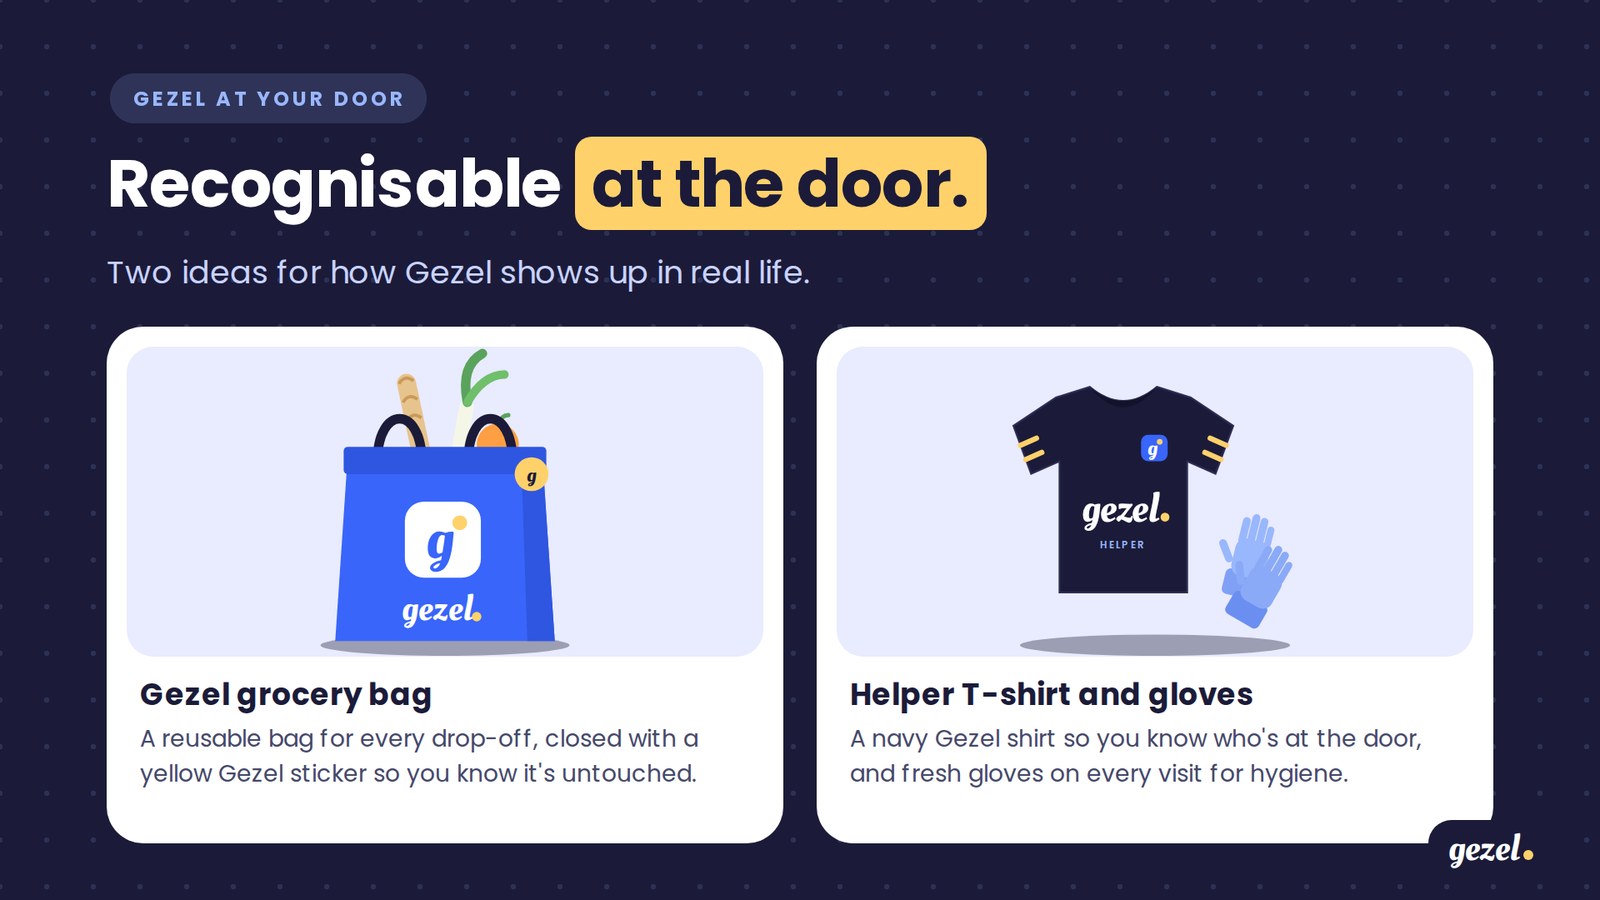 GEZEL AT YOUR DOOR
Recognisable at the door.
Two ideas for how Gezel shows up in real life.
g
g
gezel.
Gezel grocery bag
A reusable bag for every drop-off, closed with a
yellow Gezel sticker so you know it's untouched.
g
gezel.
HELPER
Helper T-shirt and gloves
A navy Gezel shirt so you know who's at the door,
and fresh gloves on every visit for hygiene.
gezel.